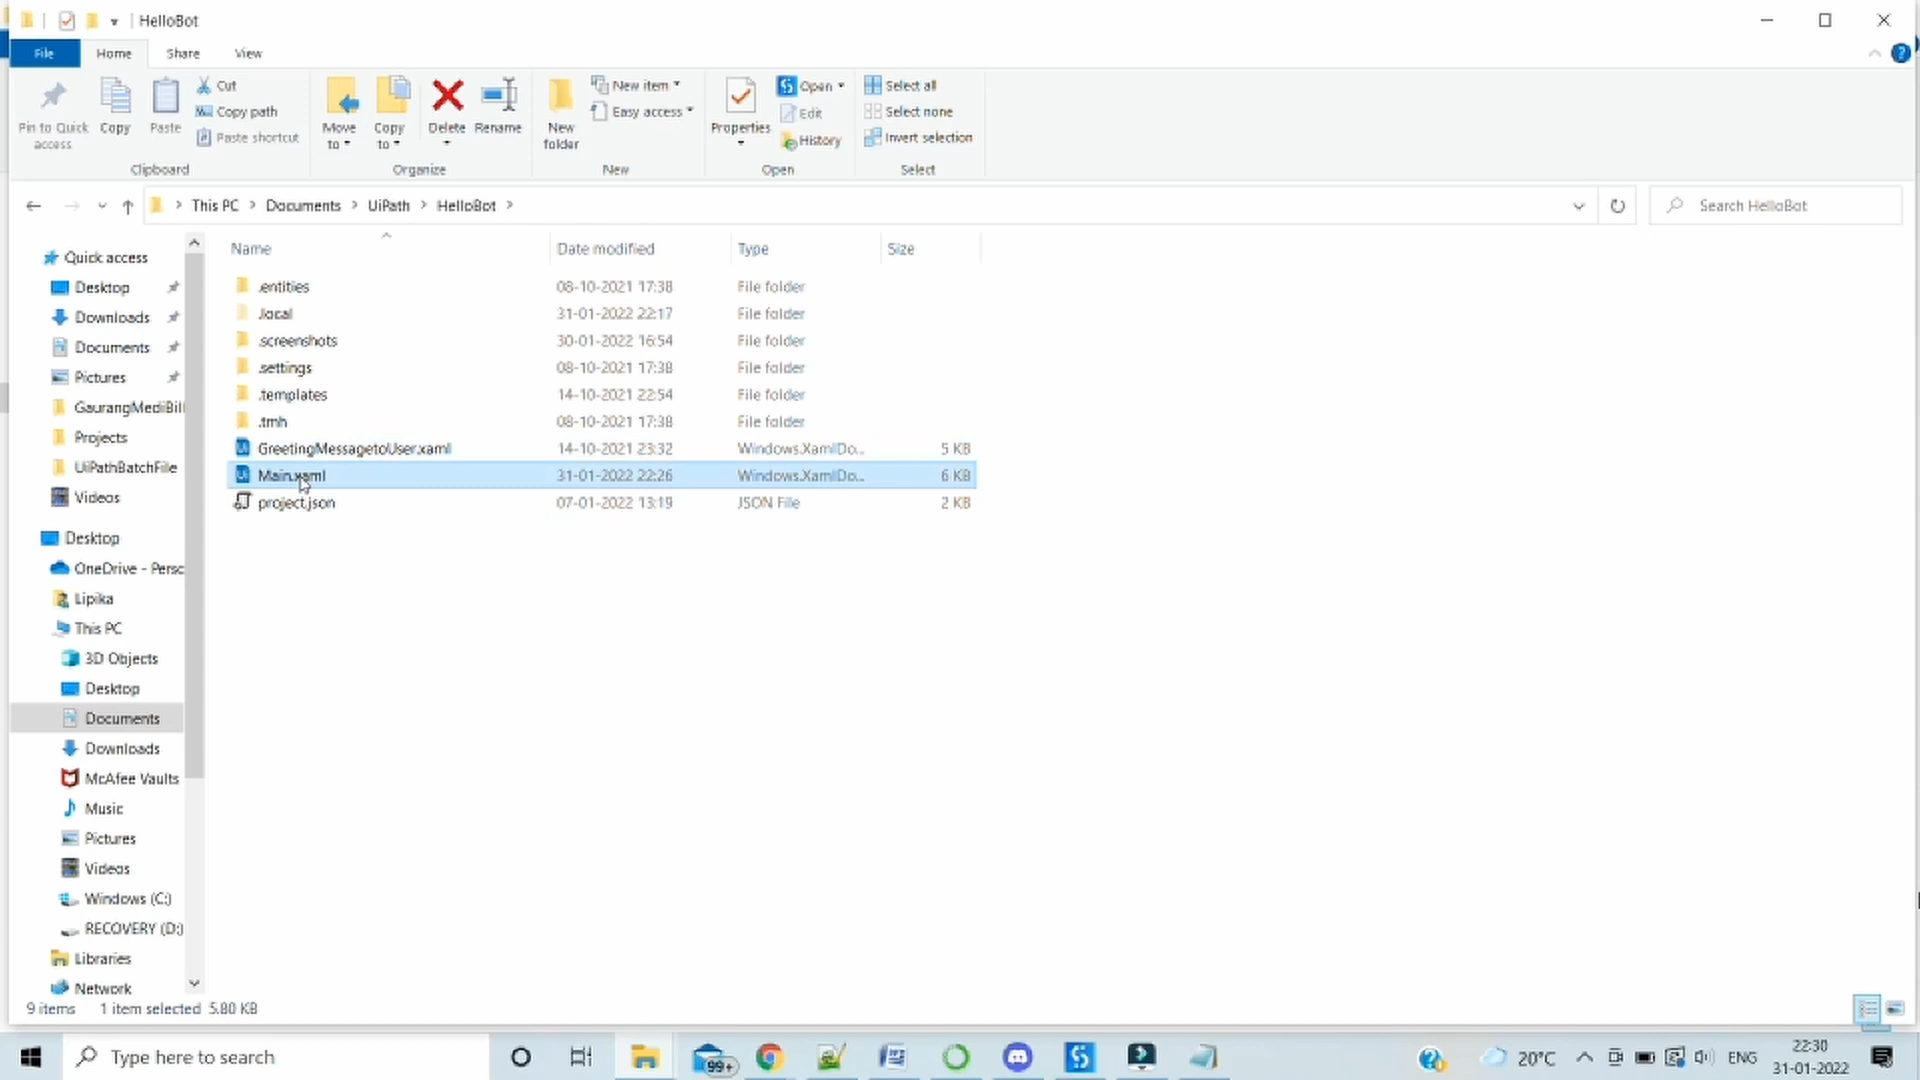 HelloBot
File Home Share View
Pin to Quick access
Copy
Paste
Cut
Copy path
Paste shortcut
Clipboard
Move to
Copy to
Delete
Rename
Organize
New folder
New item
Easy access
New
Properties
Open
Edit
History
Open
Select all
Select none
Invert selection
Select
This PC > Documents > UiPath > HelloBot >
Search HelloBot
Quick access
Desktop
Downloads
Documents
Pictures
GaurangMediBill
Projects
UiPathBatchFile
Videos
Desktop
OneDrive - Persc
Lipika
This PC
3D Objects
Desktop
Documents
Downloads
McAfee Vaults
Music
Pictures
Videos
Windows (C:)
RECOVERY (D:)
Libraries
Network
Name Date modified Type Size
.entities 08-10-2021 17:38 File folder
.local 31-01-2022 22:17 File folder
.screenshots 30-01-2022 16:54 File folder
.settings 08-10-2021 17:38 File folder
.templates 14-10-2021 22:54 File folder
.tmh 08-10-2021 17:38 File folder
GreetingMessagetoUser.xaml 14-10-2021 23:32 Windows.XamlDo... 5 KB
Main.xaml 31-01-2022 22:26 Windows.XamlDo... 6 KB
project.json 07-01-2022 13:19 JSON File 2 KB
9 items 1 item selected 5.80 KB
Type here to search
99+
20°C
ENG
22:30
31-01-2022